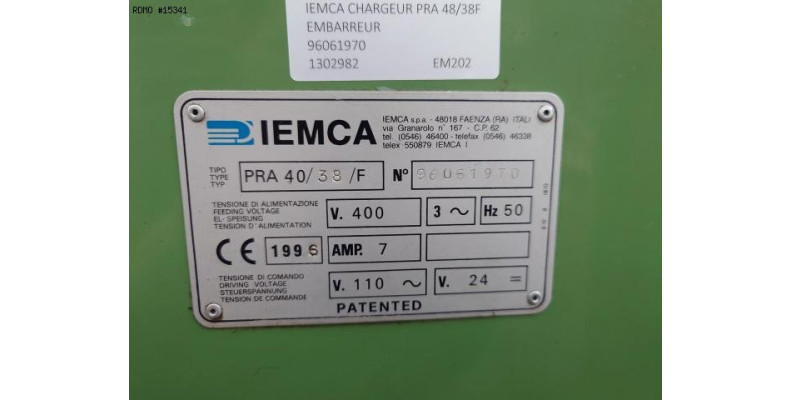 RDMO #15341
IEMCA CHARGEUR PRA 48/38F
EMBARREUR
96061970
1302982 EM202
IEMCA
IEMCA s.p.a. - 48018 FAENZA (RA) ITALI
via Granarolo n° 167 - C.P. 62
tel. (0546) 46400 - telefax (0546) 46338
telex 550879 IEMCA I
TIPO
TYPE
TYP
PRA 40/38/F N° 96061970
TENSIONE DI ALIMENTAZIONE
FEEDING VOLTAGE
EL- SPEISUNG
TENSION D'ALIMENTATION
V. 400 3 ~ Hz 50
CE 1996 AMP. 7
TENSIONE DI COMANDO
DRIVING VOLTAGE
STEUERSPANNUNG
TENSION DE COMMANDE
V. 110 ~ V. 24 =
PATENTED